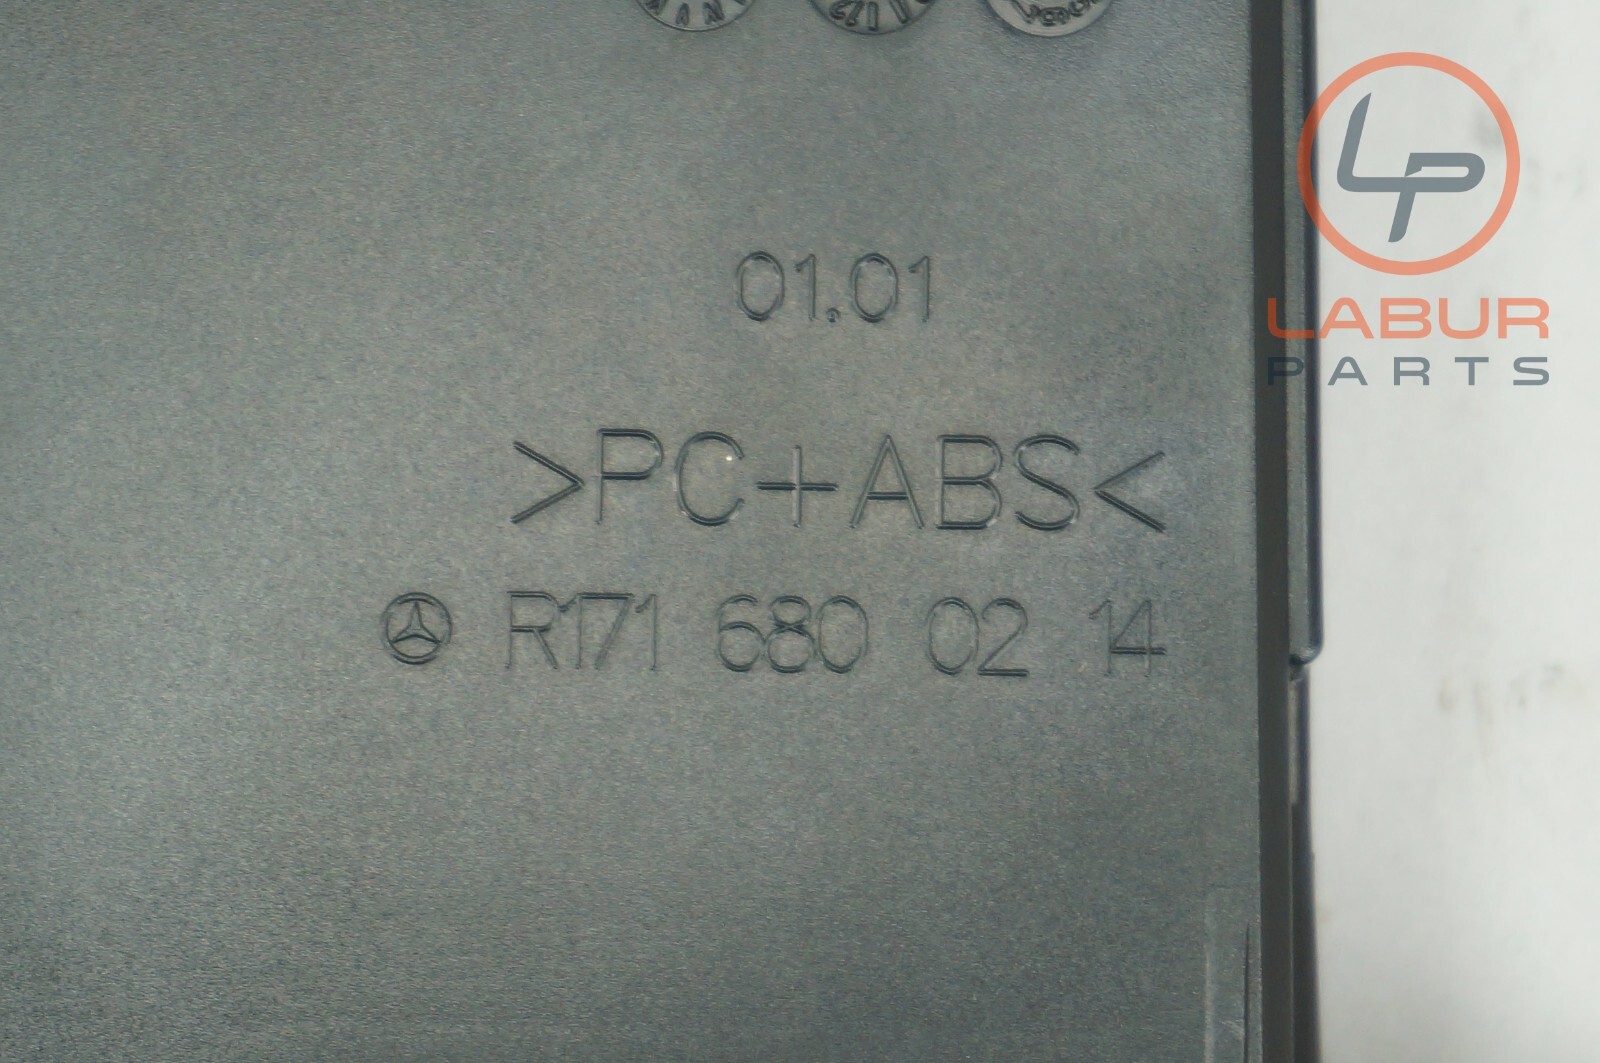 01.01
>PC+ABS<
R171 680 02 14
LP
LABUR
PARTS